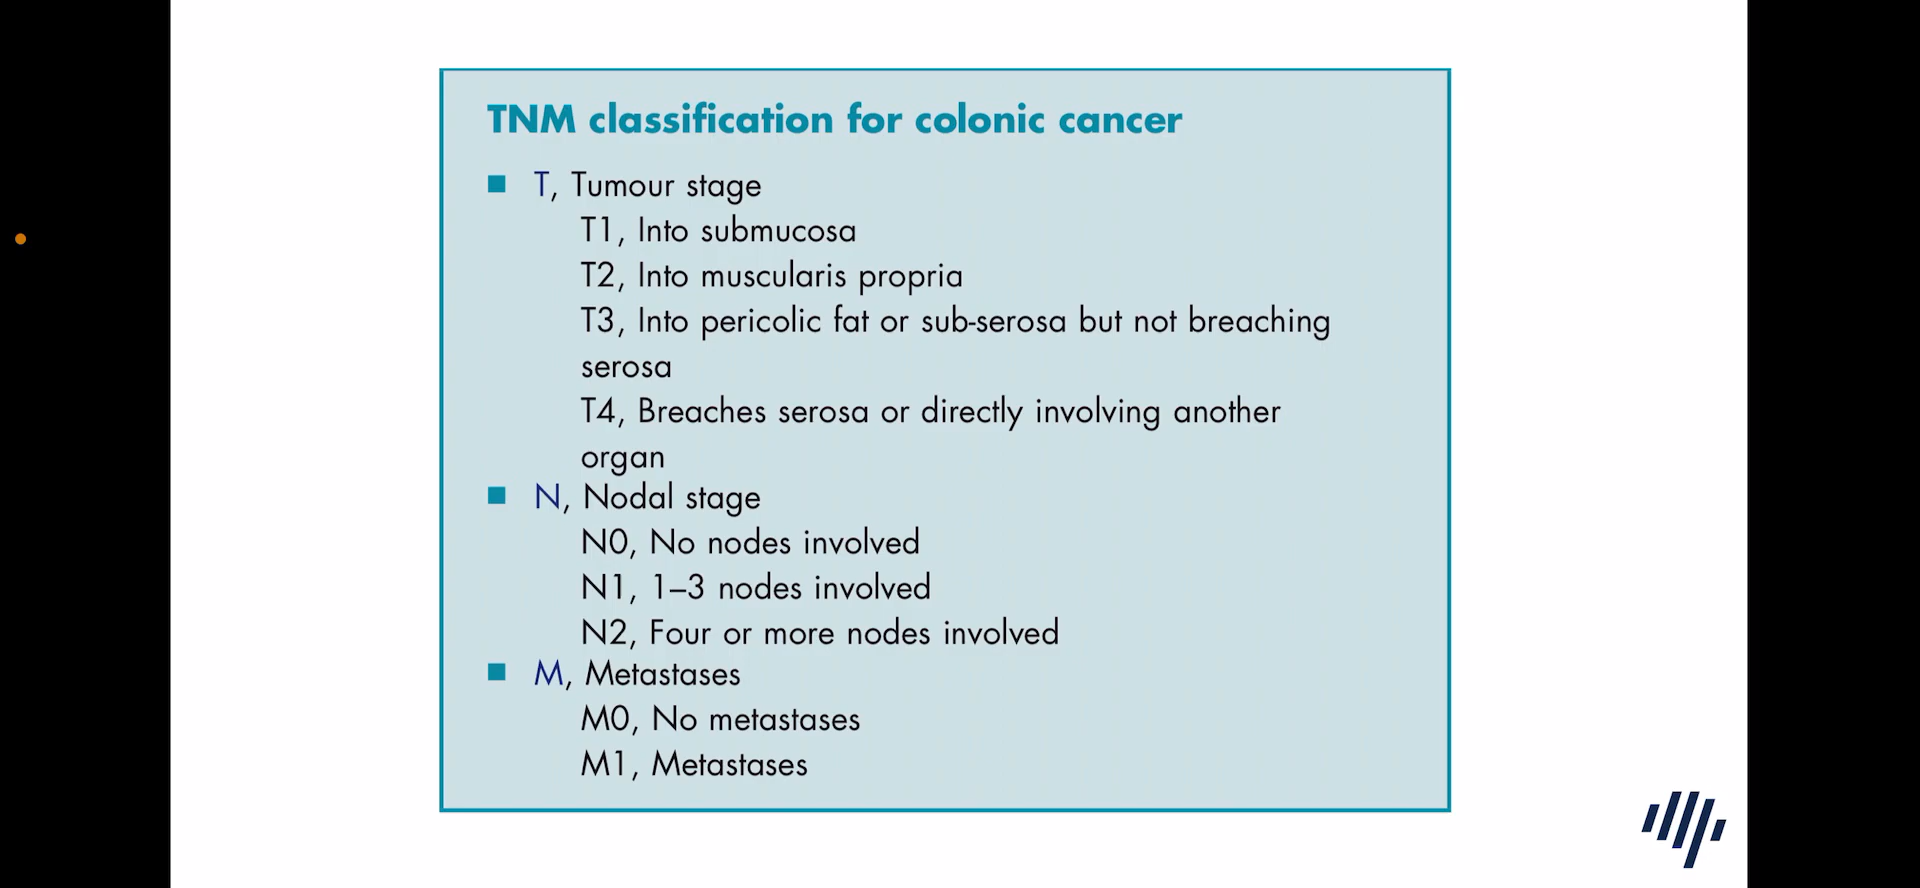 TNM classification for colonic cancer
T, Tumour stage
T1, Into submucosa
T2, Into muscularis propria
T3, Into pericolic fat or sub-serosa but not breaching
serosa
T4, Breaches serosa or directly involving another
organ
N, Nodal stage
N0, No nodes involved
N1, 1–3 nodes involved
N2, Four or more nodes involved
M, Metastases
M0, No metastases
M1, Metastases